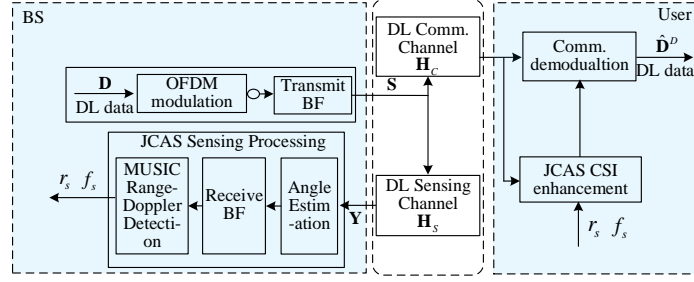 BS
User
DL Comm.
Channel
H_C
Comm.
demodualtion
D̂^D
DL data
D
DL data
OFDM
modulation
Transmit
BF
S
JCAS Sensing Processing
MUSIC
Range-
Doppler
Detecti-
on
Receive
BF
Angle
Estim
-ation
Y
DL Sensing
Channel
H_S
JCAS CSI
enhancement
r_s f_s
r_s f_s